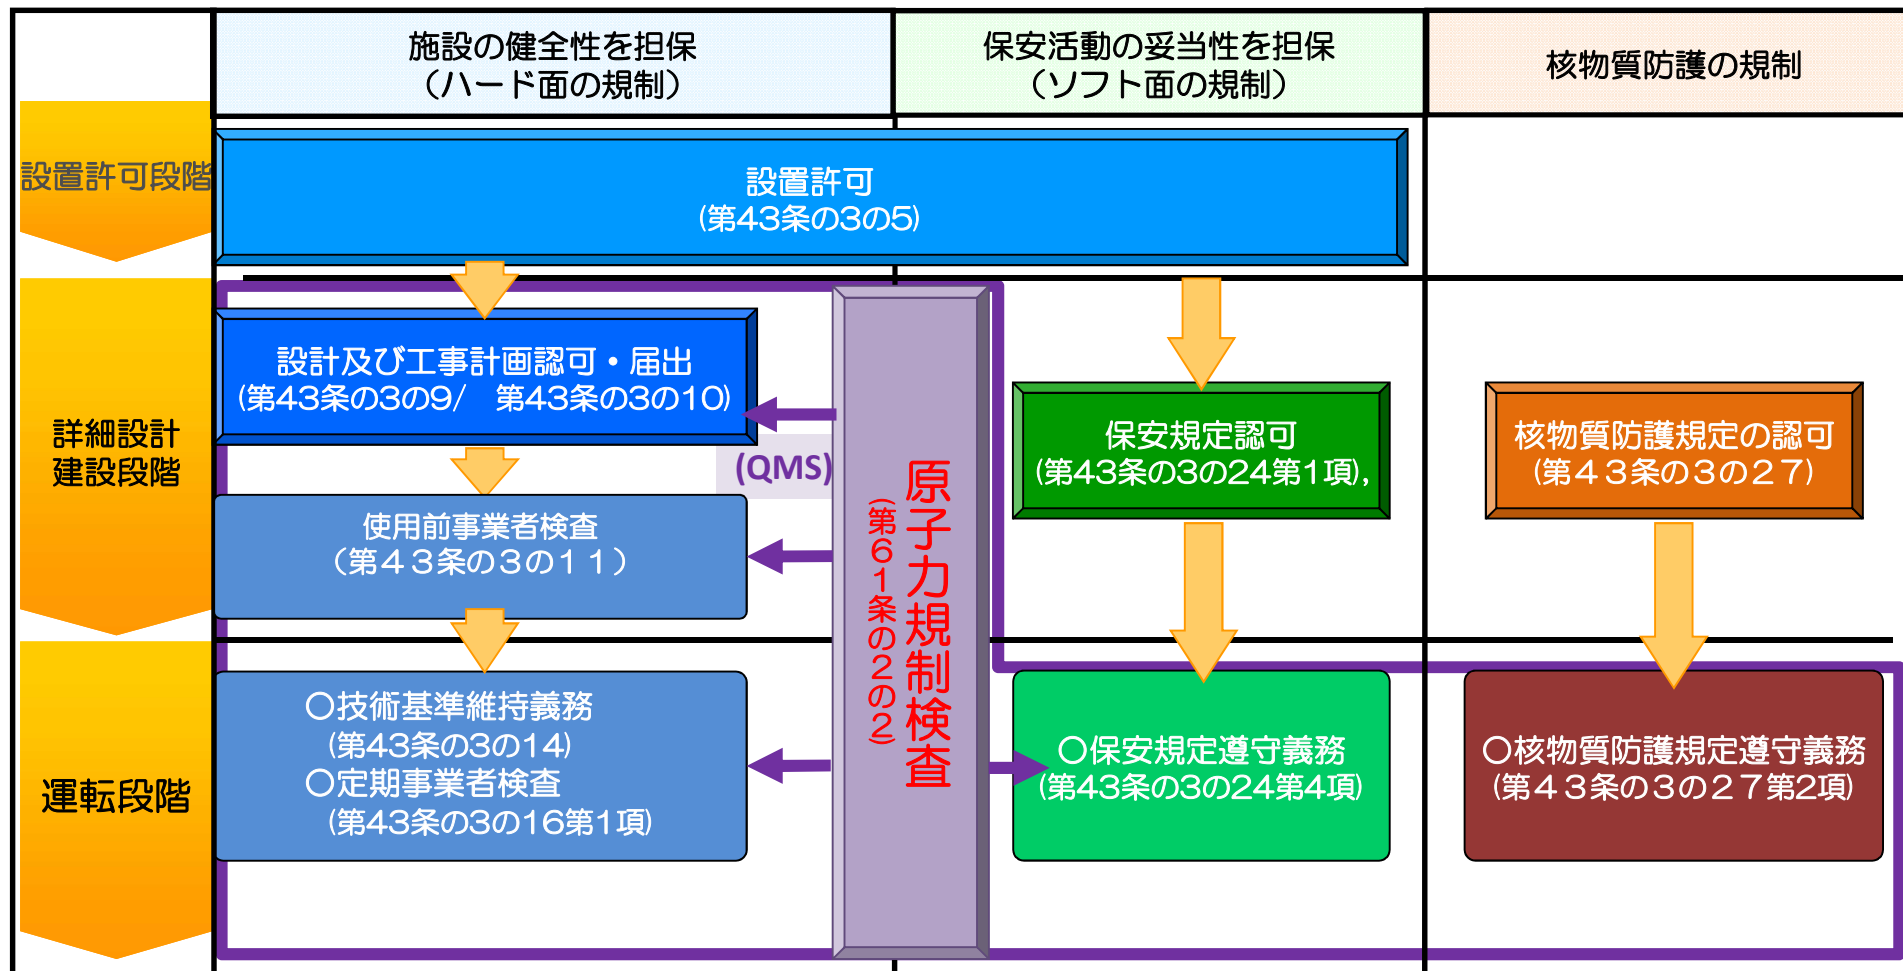 施設の健全性を担保
（ハード面の規制）
保安活動の妥当性を担保
（ソフト面の規制）
核物質防護の規制
設置許可段階
設置許可
(第43条の3の5)
詳細設計
建設段階
設計及び工事計画認可・届出
(第43条の3の9/　第43条の3の10)
(QMS)
使用前事業者検査
（第４３条の３の１１）
原子力規制検査
（第６１条の２の２）
保安規定認可
(第43条の3の24第1項),
核物質防護規定の認可
(第４３条の３の２７)
運転段階
〇技術基準維持義務
(第43条の3の14)
〇定期事業者検査
(第43条の3の16第1項)
〇保安規定遵守義務
(第43条の3の24第4項)
〇核物質防護規定遵守義務
(第４３条の３の２７第2項)